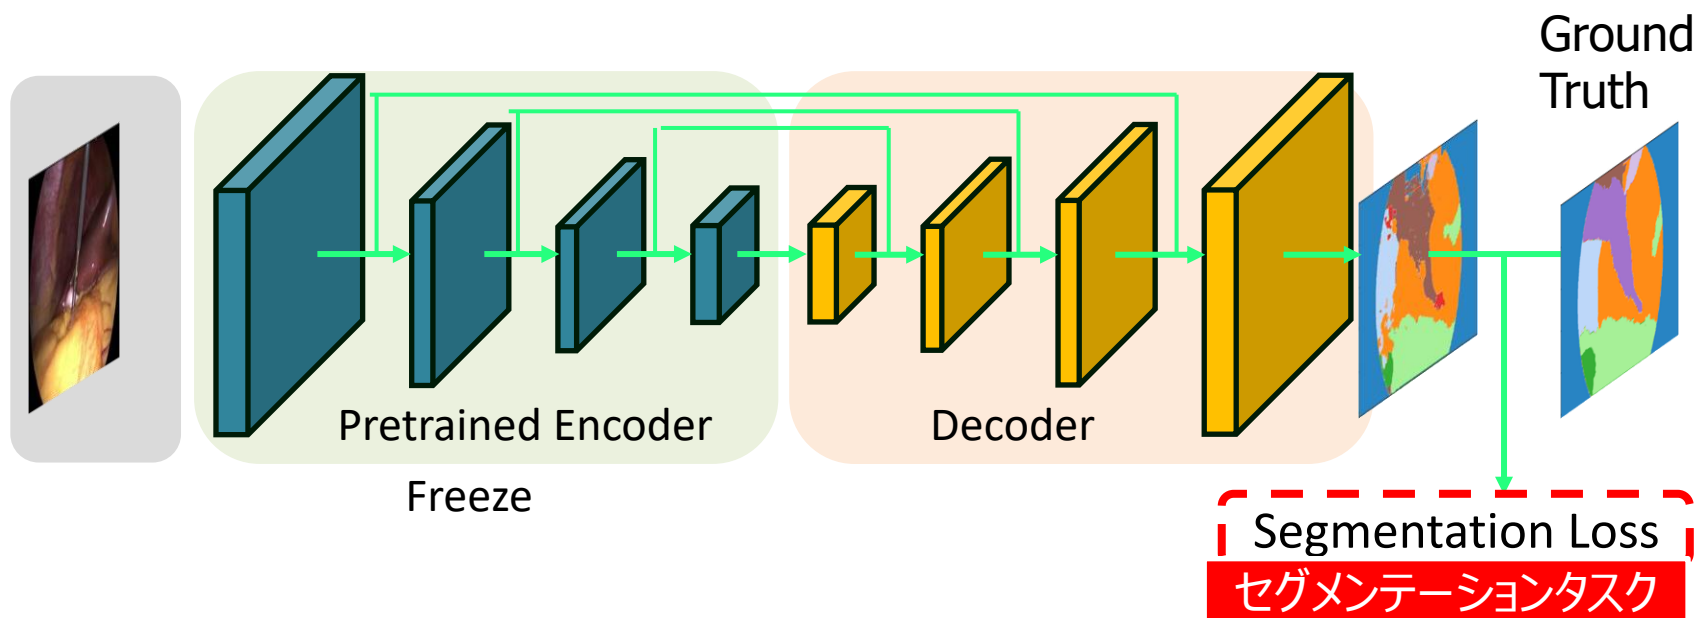 Ground
Truth
Pretrained Encoder
Decoder
Freeze
Segmentation Loss
セグメンテーションタスク